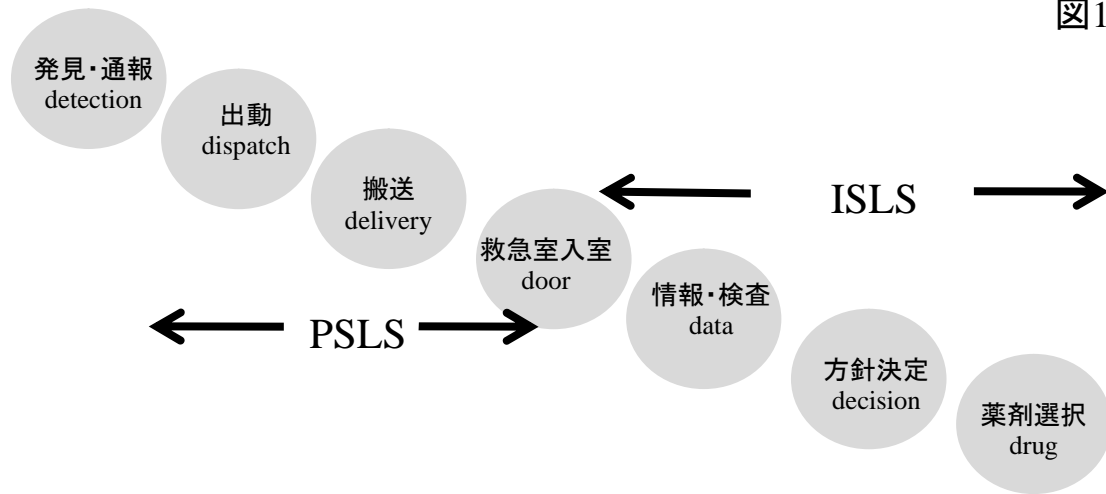 図1
発見・通報
detection
出動
dispatch
搬送
delivery
ISLS
救急室入室
door
情報・検査
data
PSLS
方針決定
decision
薬剤選択
drug